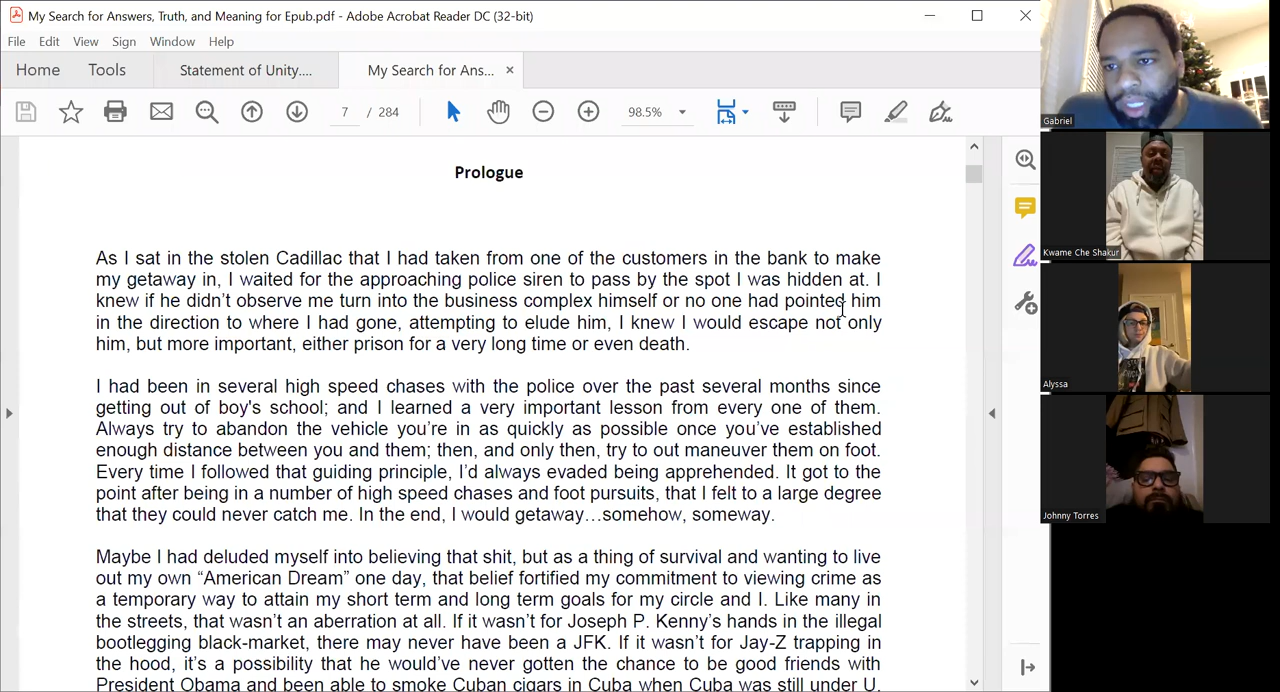 My Search for Answers, Truth, and Meaning for Epub.pdf - Adobe Acrobat Reader DC (32-bit)
File Edit View Sign Window Help
Home Tools Statement of Unity.... My Search for Ans... ×
7 / 284 98.5%
Prologue
As I sat in the stolen Cadillac that I had taken from one of the customers in the bank to make
my getaway in, I waited for the approaching police siren to pass by the spot I was hidden at. I
knew if he didn't observe me turn into the business complex himself or no one had pointed him
in the direction to where I had gone, attempting to elude him, I knew I would escape not only
him, but more important, either prison for a very long time or even death.
I had been in several high speed chases with the police over the past several months since
getting out of boy's school; and I learned a very important lesson from every one of them.
Always try to abandon the vehicle you're in as quickly as possible once you've established
enough distance between you and them; then, and only then, try to out maneuver them on foot.
Every time I followed that guiding principle, I'd always evaded being apprehended. It got to the
point after being in a number of high speed chases and foot pursuits, that I felt to a large degree
that they could never catch me. In the end, I would getaway…somehow, someway.
Maybe I had deluded myself into believing that shit, but as a thing of survival and wanting to live
out my own “American Dream” one day, that belief fortified my commitment to viewing crime as
a temporary way to attain my short term and long term goals for my circle and I. Like many in
the streets, that wasn't an aberration at all. If it wasn't for Joseph P. Kenny's hands in the illegal
bootlegging black-market, there may never have been a JFK. If it wasn't for Jay-Z trapping in
the hood, it's a possibility that he would've never gotten the chance to be good friends with
President Obama and been able to smoke Cuban cigars in Cuba when Cuba was still under U.
Gabriel
Kwame Che Shakur
Alyssa
Johnny Torres